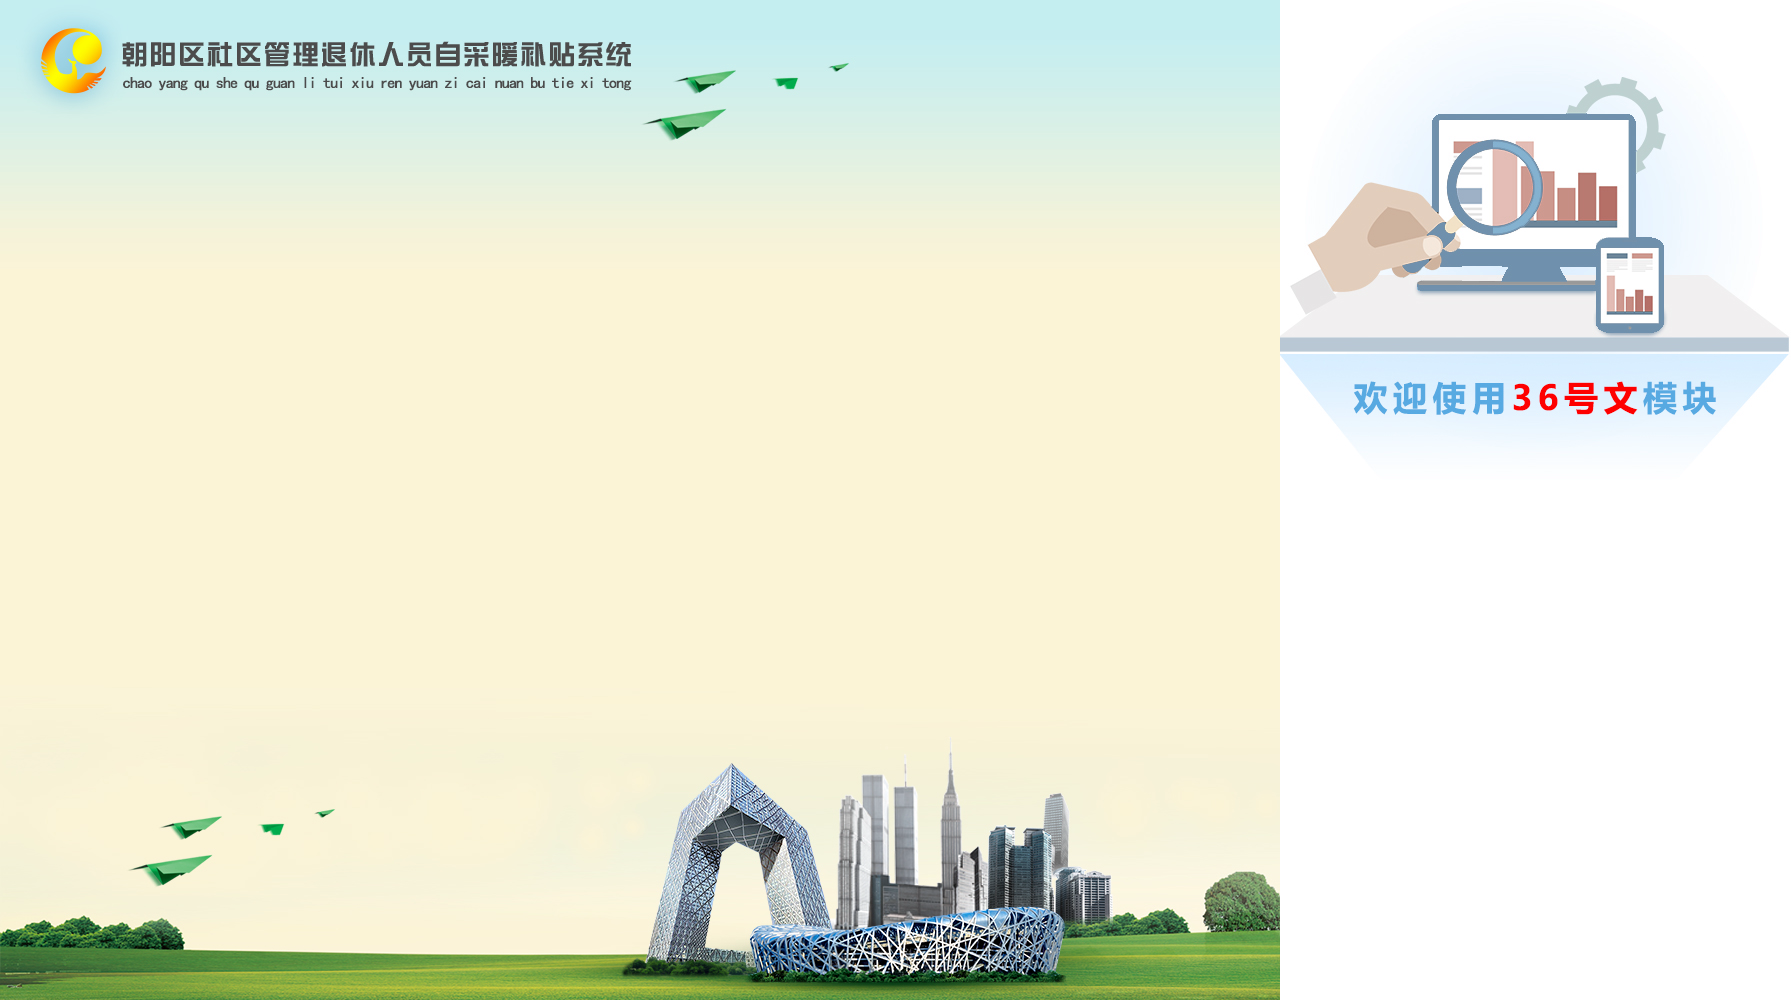 朝阳区社区管理退休人员自采暖补贴系统
chao yang qu she qu guan li tui xiu ren yuan zi cai nuan bu tie xi tong
欢迎使用36号文模块